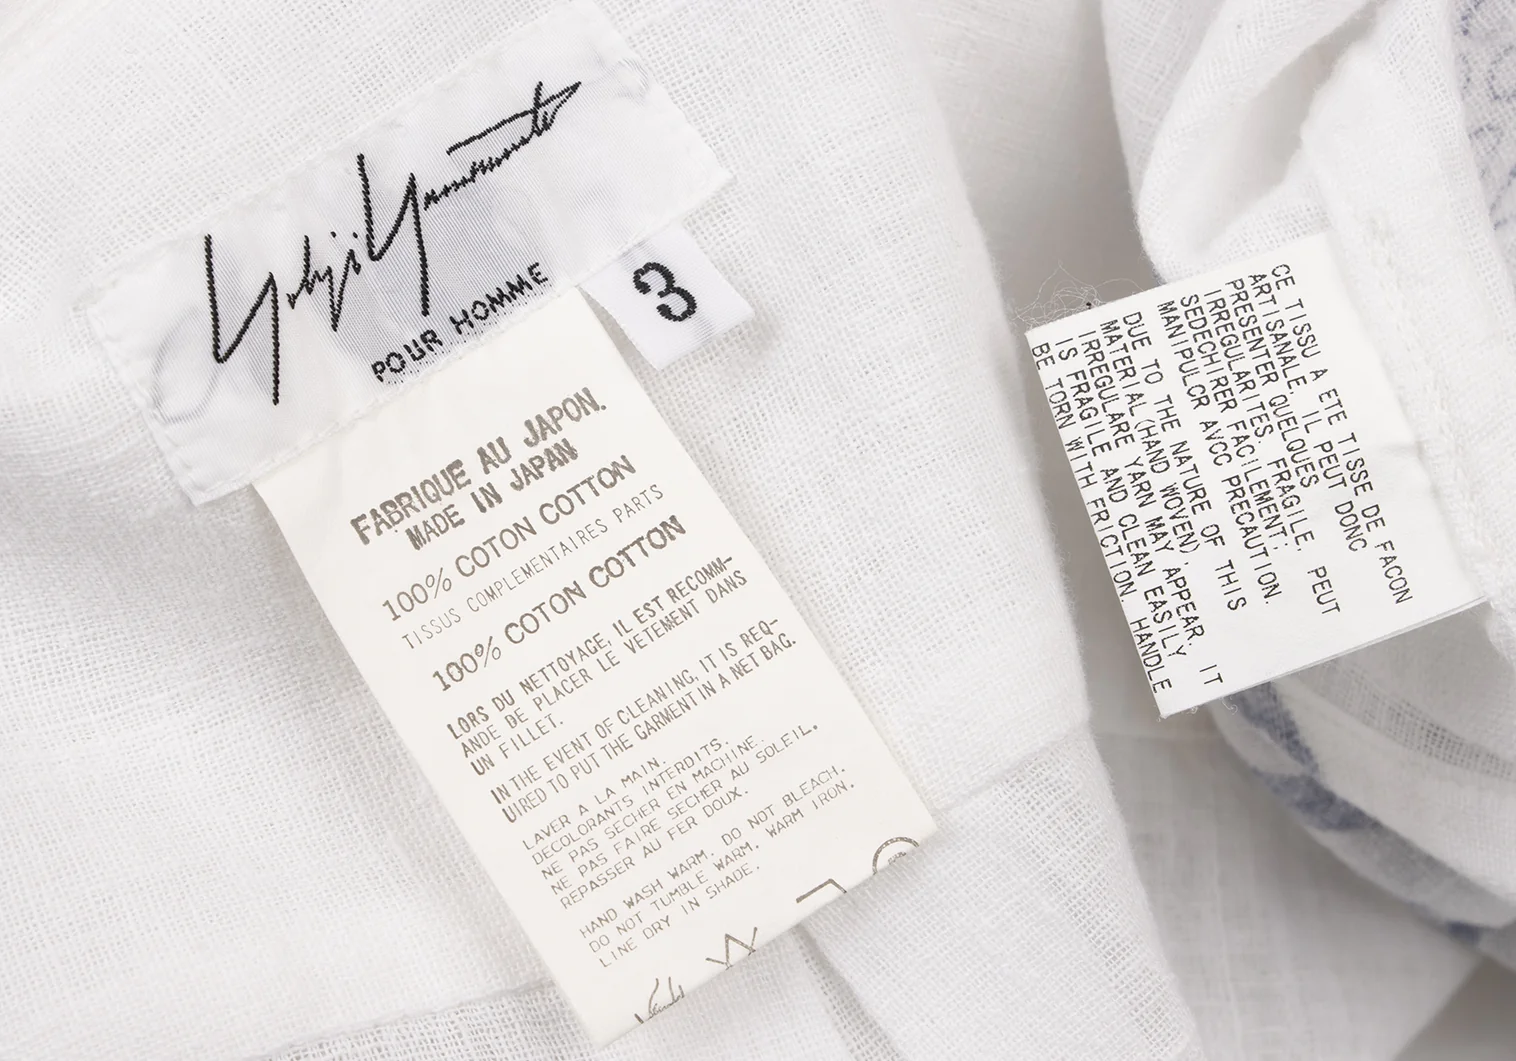 Yohji Yamamoto
POUR HOMME
3
FABRIQUE AU JAPON.
MADE IN JAPAN
100% COTON COTTON
TISSUS COMPLEMENTAIRES PARTS
100% COTON COTTON
LORS DU NETTOYAGE, IL EST RECOMM-
ANDE DE PLACER LE VETEMENT DANS
UN FILLET.
IN THE EVENT OF CLEANING, IT IS REQ-
UIRED TO PUT THE GARMENT IN A NET BAG.
LAVER A LA MAIN.
DECOLORANTS INTERDITS.
NE PAS SECHER EN MACHINE.
NE PAS FAIRE SECHER AU SOLEIL.
REPASSER AU FER DOUX.
HAND WASH WARM. DO NOT BLEACH.
DO NOT TUMBLE WARM. WARM IRON.
LINE DRY IN SHADE.
CE TISSU A ETE TISSE DE FACON
ARTISANALE. IL PEUT DONC
PRESENTER QUELQUES
IRREGULARITES. FRAGILE, PEUT
SEDECHIRER FACILEMENT;
MANIPULCR AVCC PRECAUTION.
DUE TO THE NATURE OF THIS
MATERIAL (HAND WOVEN),
IRREGULARE YARN MAY APPEAR. IT
IS FRAGILE AND CLEAN EASILY
BE TORN WITH FRICTION. HANDLE